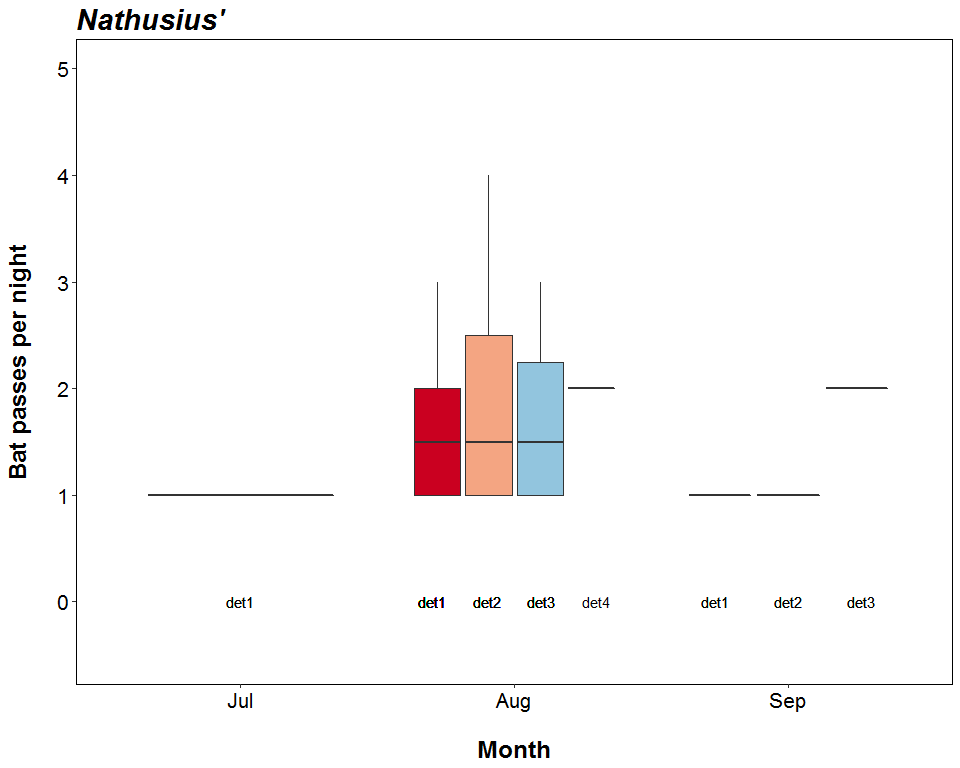 Nathusius'
Bat passes per night
5
4
3
2
1
0
det1 det1 det2 det3 det4 det1 det2 det3
Jul Aug Sep
Month